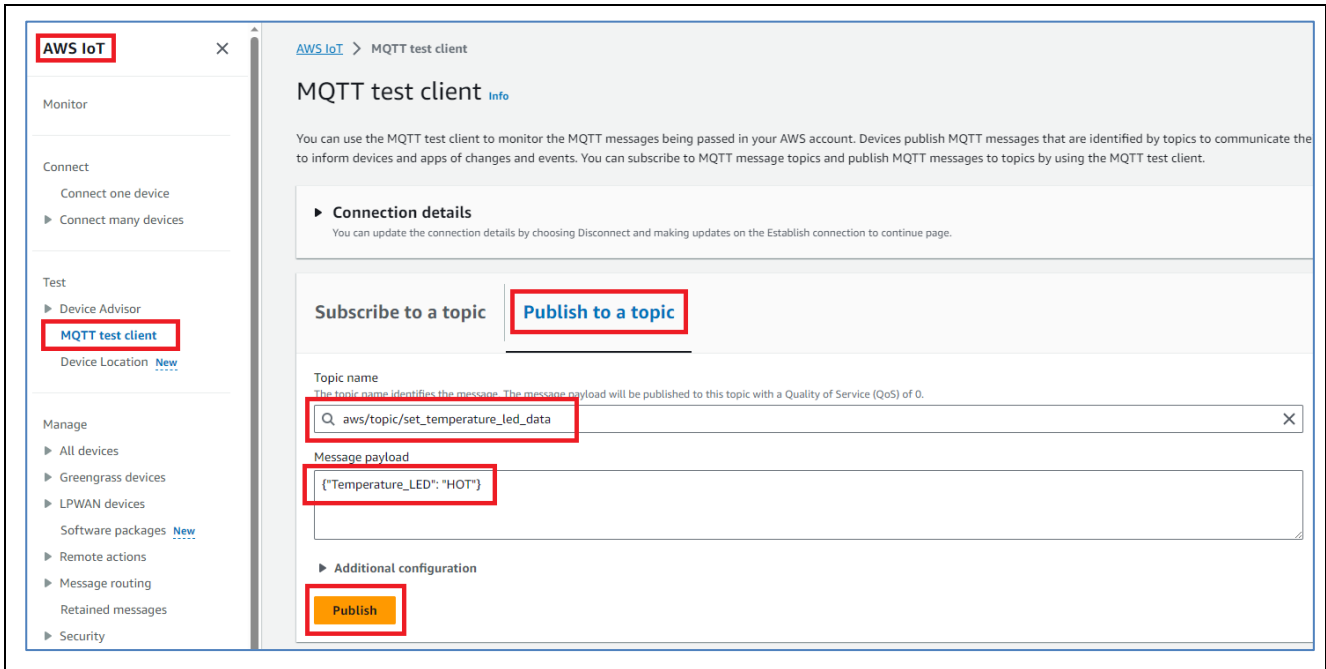 AWS IoT
Monitor
Connect
Connect one device
Connect many devices
Test
Device Advisor
MQTT test client
Device Location New
Manage
All devices
Greengrass devices
LPWAN devices
Software packages New
Remote actions
Message routing
Retained messages
Security
AWS IoT > MQTT test client
MQTT test client Info
You can use the MQTT test client to monitor the MQTT messages being passed in your AWS account. Devices publish MQTT messages that are identified by topics to communicate the
to inform devices and apps of changes and events. You can subscribe to MQTT message topics and publish MQTT messages to topics by using the MQTT test client.
Connection details
You can update the connection details by choosing Disconnect and making updates on the Establish connection to continue page.
Subscribe to a topic
Publish to a topic
Topic name
The topic name identifies the message. The message payload will be published to this topic with a Quality of Service (QoS) of 0.
aws/topic/set_temperature_led_data
Message payload
{"Temperature_LED": "HOT"}
Additional configuration
Publish